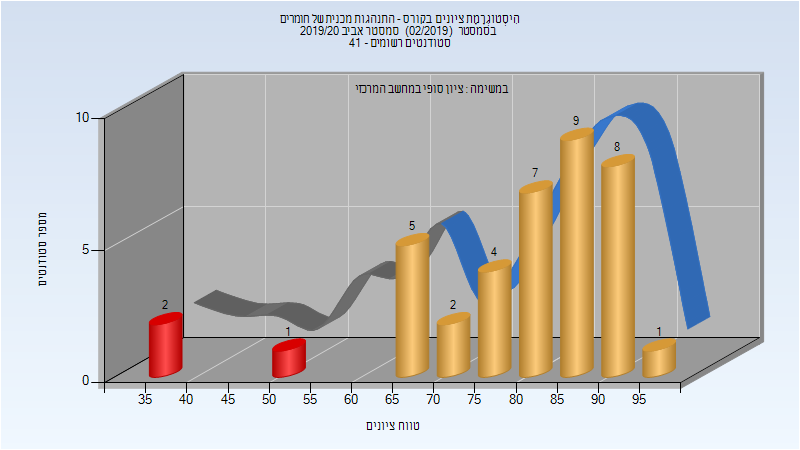 היסטוגרמת ציונים בקורס - התנהגות מכנית של חומרים
בסמסטר (02/2019) סמסטר אביב 2019/20
סטודנטים רשומים - 41
במשימה : ציון סופי במחשב המרכזי
מספר סטודנטים
10
5
0
2
1
5
2
4
7
9
8
1
35 40 45 50 55 60 65 70 75 80 85 90 95
טווח ציונים